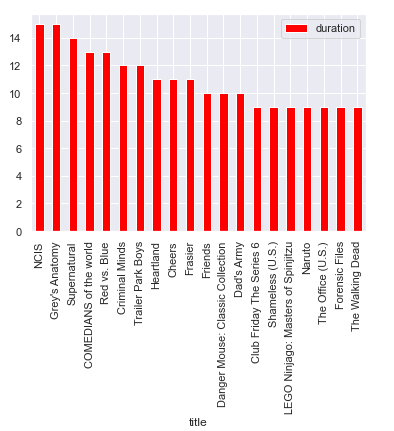 duration
14
12
10
8
6
4
2
0
NCIS
Grey's Anatomy
Supernatural
COMEDIANS of the world
Red vs. Blue
Criminal Minds
Trailer Park Boys
Heartland
Cheers
Frasier
Friends
Danger Mouse: Classic Collection
Dad's Army
Club Friday The Series 6
Shameless (U.S.)
LEGO Ninjago: Masters of Spinjitzu
Naruto
The Office (U.S.)
Forensic Files
The Walking Dead
title